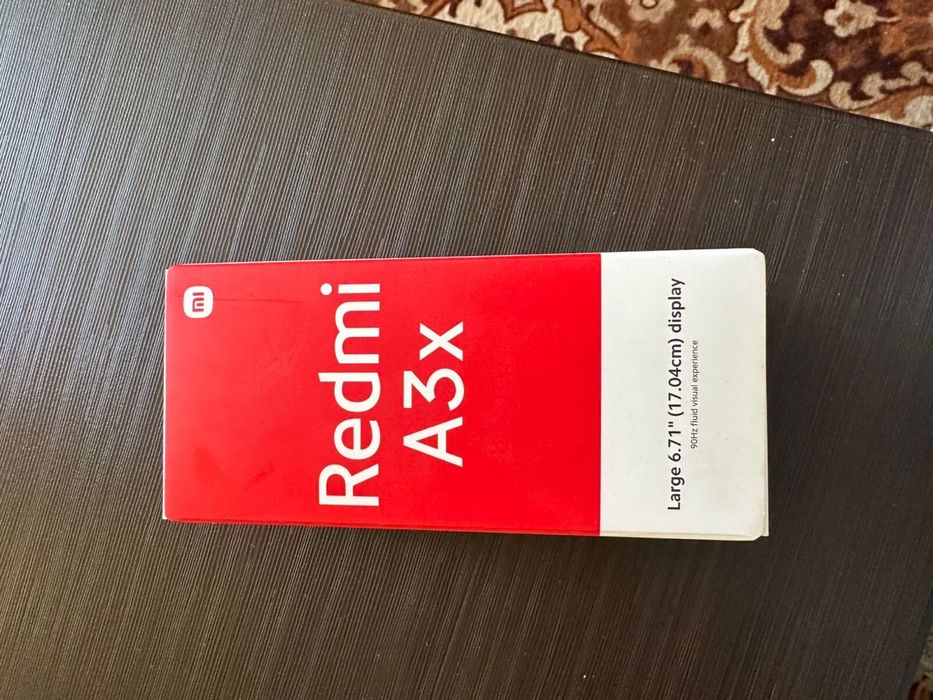 mi
Redmi
A3x
Large 6.71" (17.04cm) display
90Hz fluid visual experience